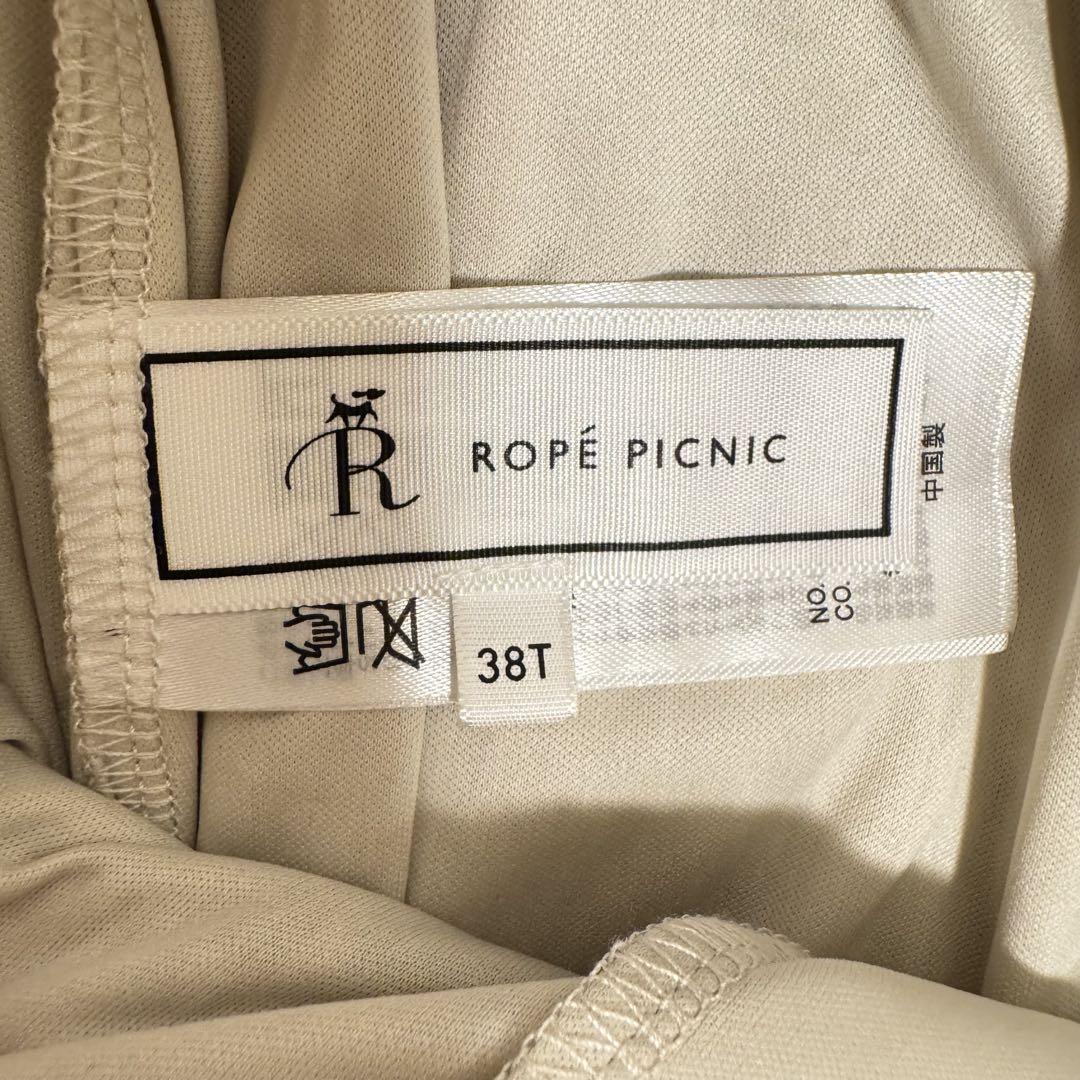 R
ROPÉ PICNIC
中国製
38T
NO.
CO.